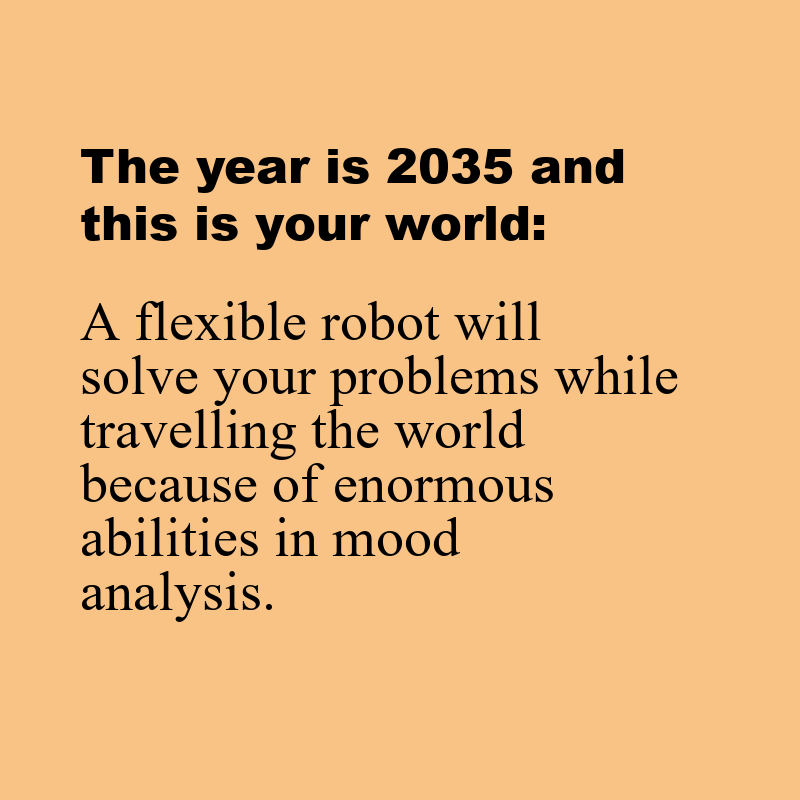 The year is 2035 and
this is your world:
A flexible robot will
solve your problems while
travelling the world
because of enormous
abilities in mood
analysis.